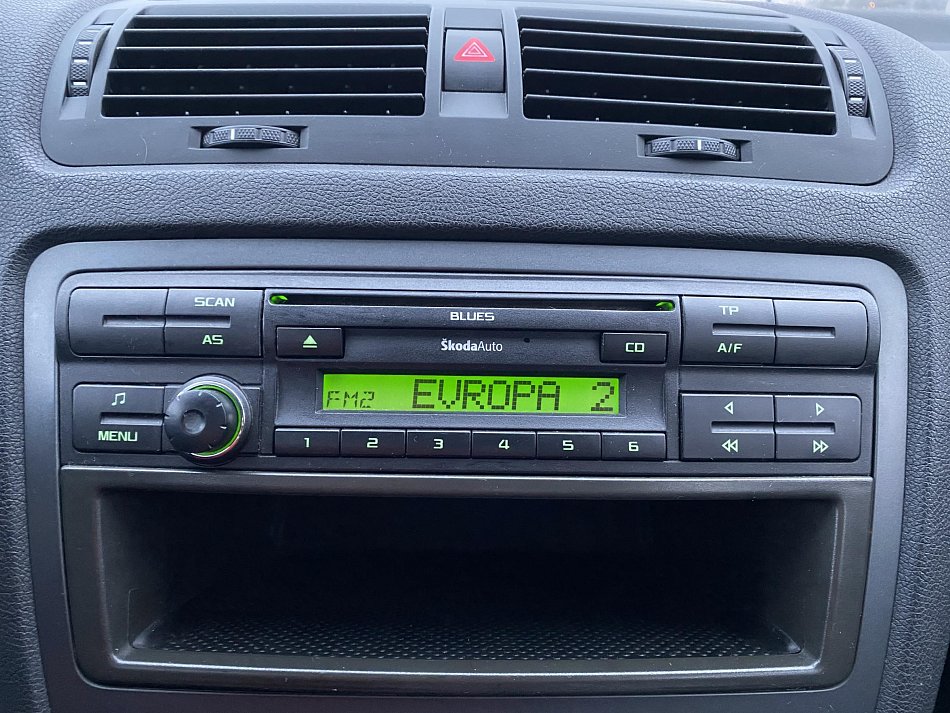 SCAN
AS
BLUES
ŠkodaAuto
CD
TP
A/F
FM2 EVROPA 2
MENU
1 2 3 4 5 6